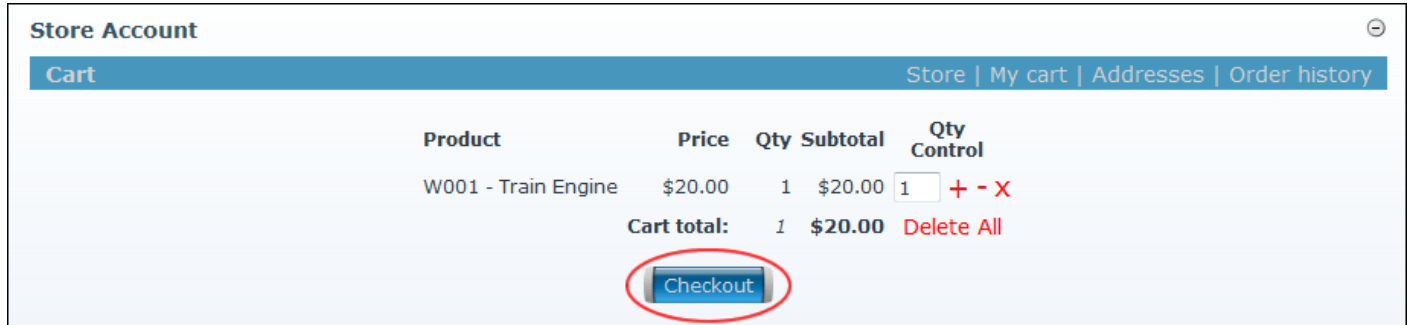 Store Account
Cart Store | My cart | Addresses | Order history
Product Price Qty Subtotal Qty Control
W001 - Train Engine $20.00 1 $20.00 1 + - x
Cart total: 1 $20.00 Delete All
Checkout